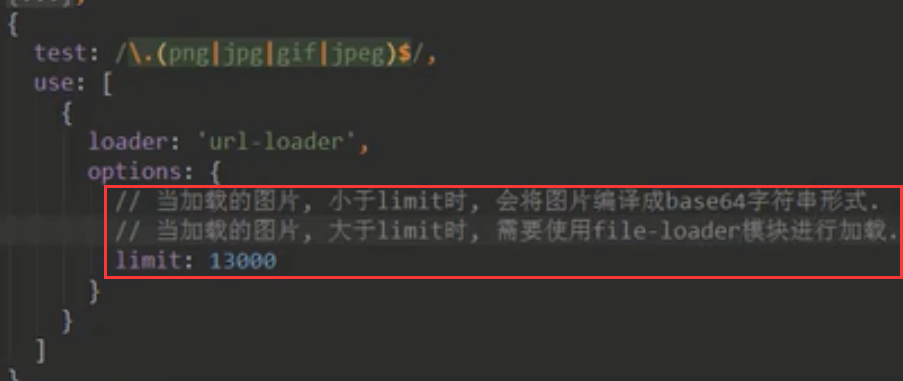 {
test: /\.(png|jpg|gif|jpeg)$/,
use: [
{
loader: 'url-loader',
options: {
// 当加载的图片, 小于limit时, 会将图片编译成base64字符串形式.
// 当加载的图片, 大于limit时, 需要使用file-loader模块进行加载.
limit: 13000
}
}
]
}